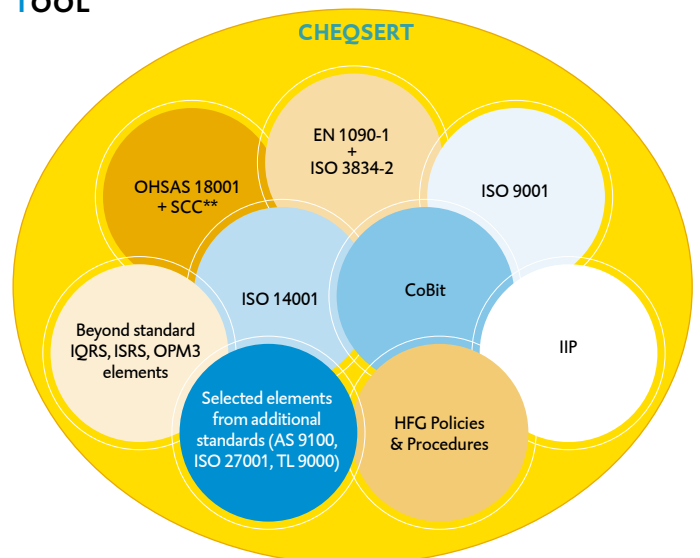 TOOL
CHEQSERT
EN 1090-1
+
ISO 3834-2
OHSAS 18001
+ SCC**
ISO 9001
ISO 14001
CoBit
Beyond standard
IQRS, ISRS, OPM3
elements
IIP
Selected elements
from additional
standards (AS 9100,
ISO 27001, TL 9000)
HFG Policies
& Procedures